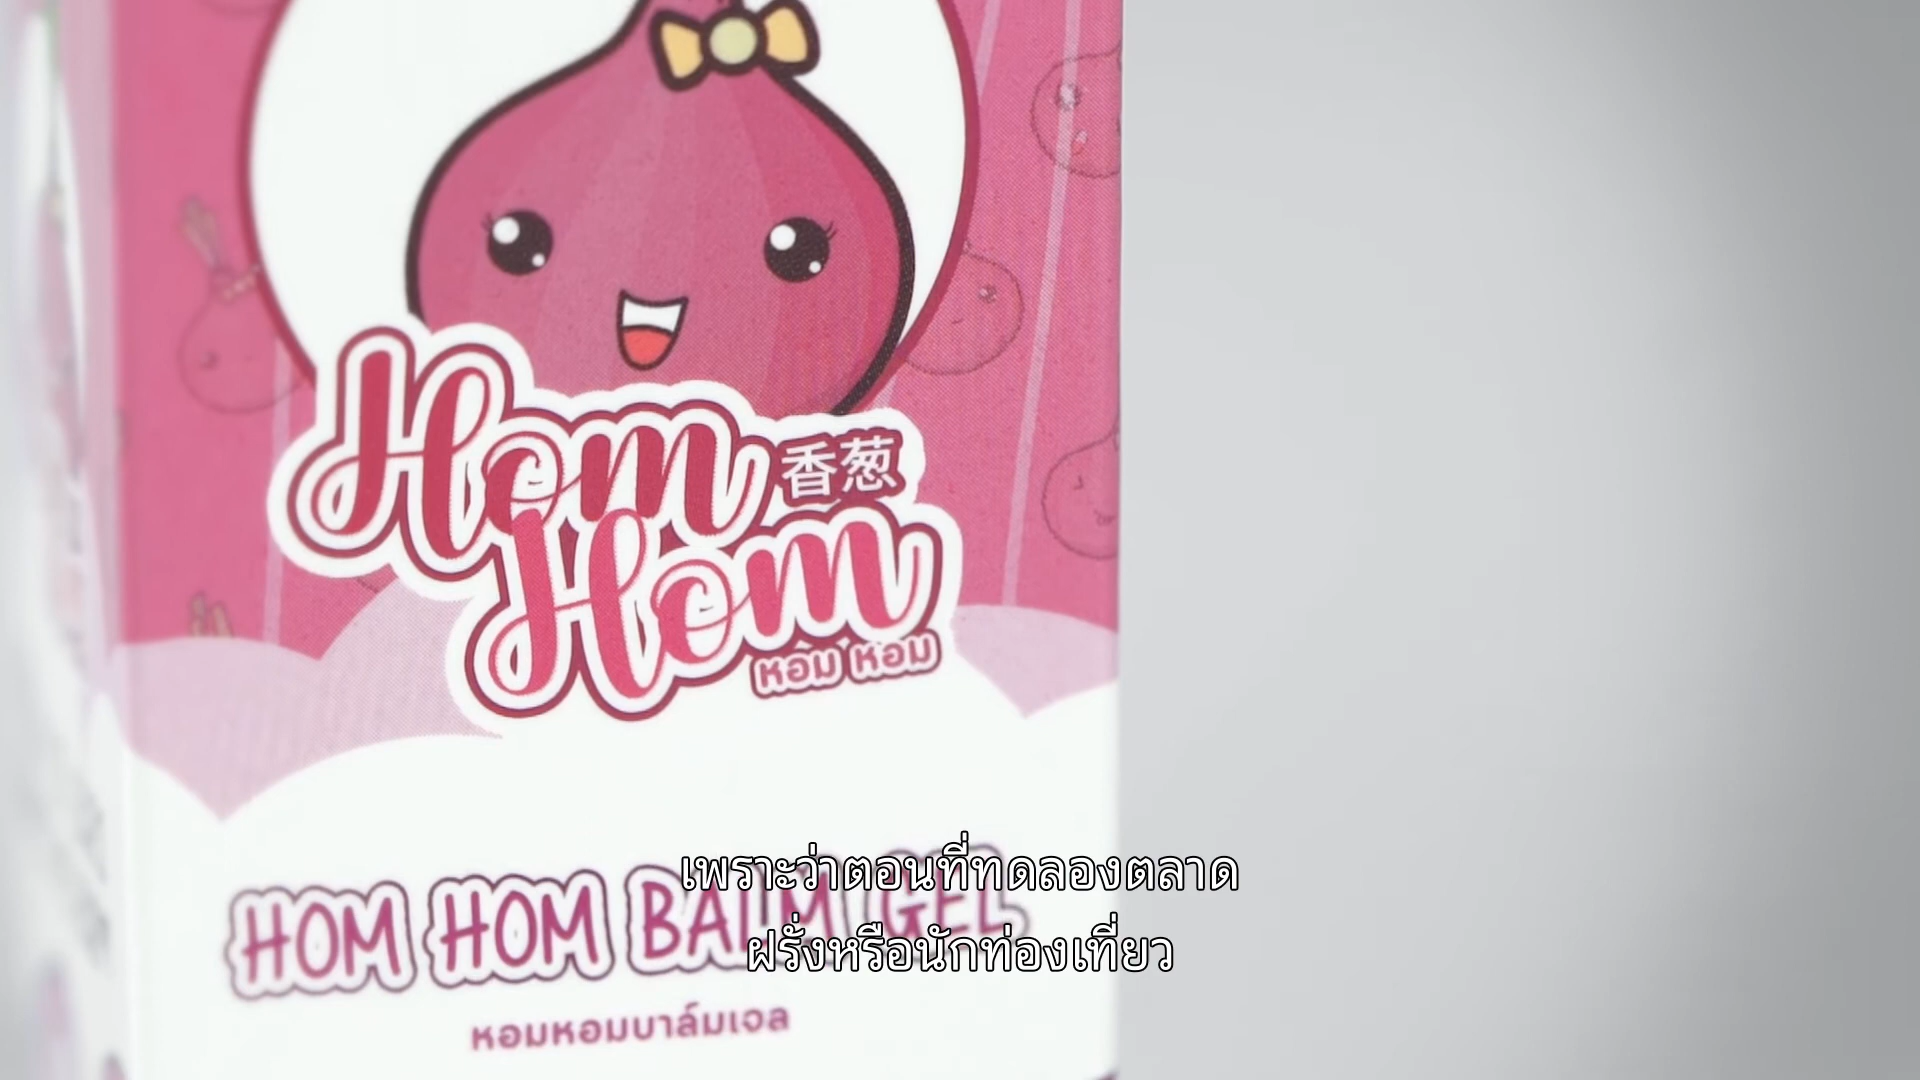 Hom
香葱
Hom
หอม หอม
HOM HOM BALM GEL
หอมหอมบาล์มเจล
เพราะว่าตอนที่ทดลองตลาด
ฝรั่งหรือนักท่องเที่ยว